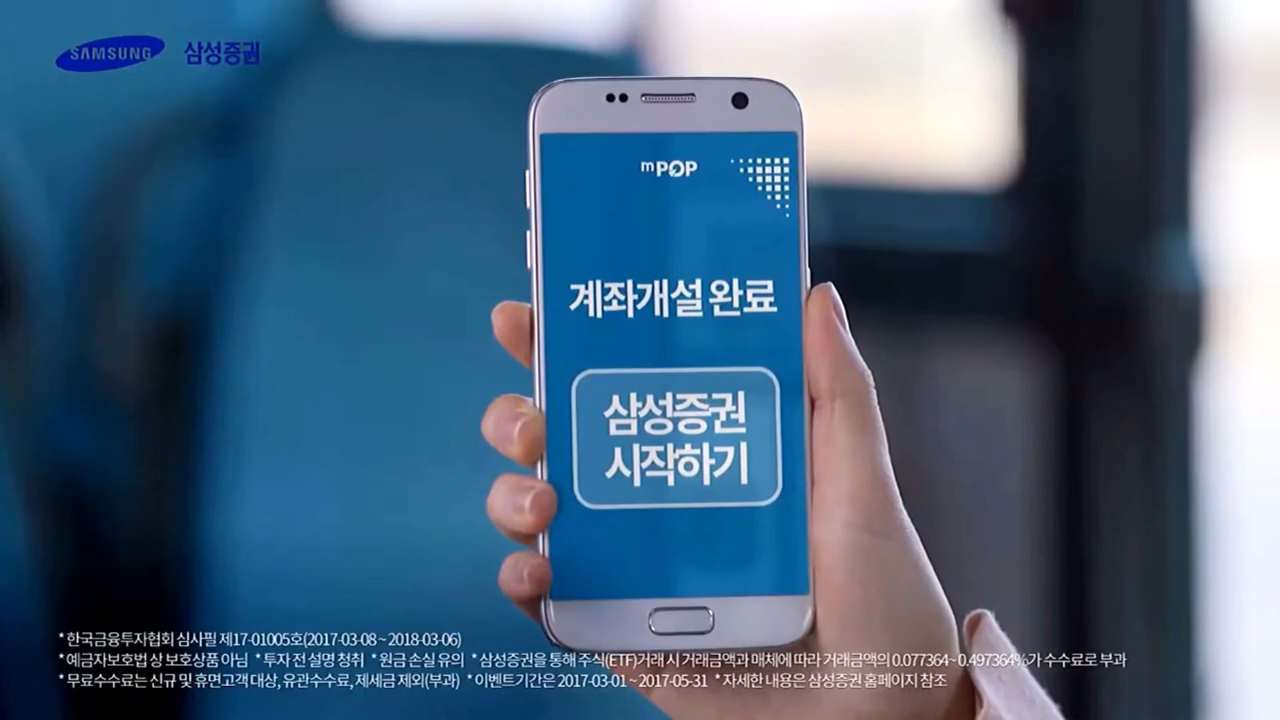 SAMSUNG 삼성증권
mPOP
계좌개설 완료
삼성증권
시작하기
* 한국금융투자협회 심사필 제17-01005호(2017-03-08 ~ 2018-03-06)
* 예금자보호법 상 보호상품 아님 * 투자 전 설명 청취 * 원금 손실 유의 * 삼성증권을 통해 주식(ETF)거래 시 거래금액과 매체에 따라 거래금액의 0.077364~ 0.497364%가 수수료로 부과
* 무료수수료는 신규 및 휴면고객 대상, 유관수수료, 제세금 제외(부과) * 이벤트기간은 2017-03-01 ~ 2017-05-31 * 자세한 내용은 삼성증권 홈페이지 참조